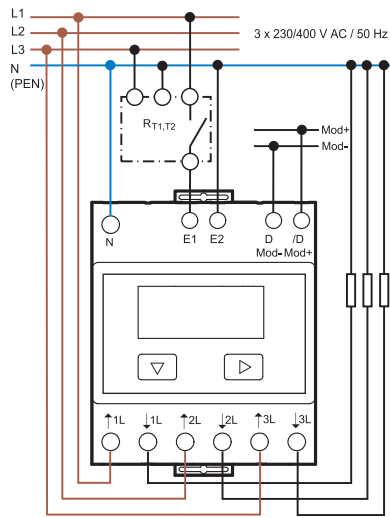 L1
L2
3 x 230/400 V AC / 50 Hz
L3
N
(PEN)
RT1,T2
Mod+
Mod-
N
E1
E2
D
/D
Mod- Mod+
↑1L
↓1L
↑2L
↓2L
↑3L
↓3L